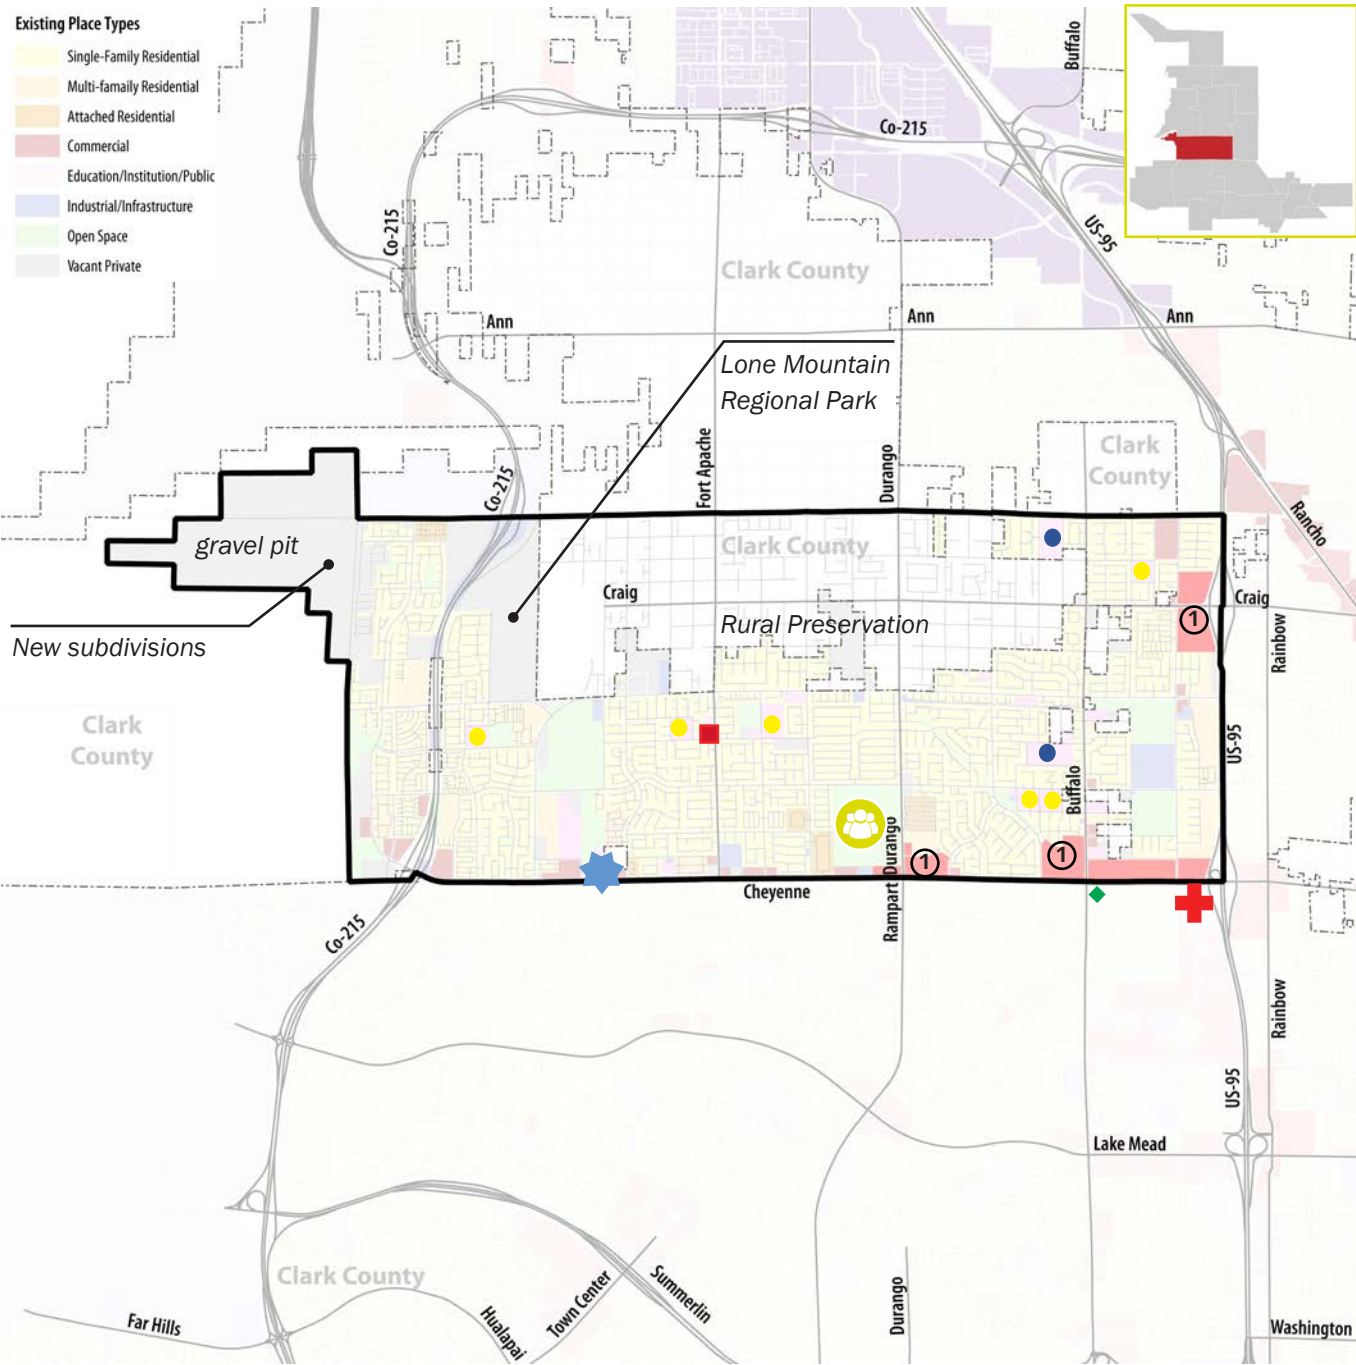 Existing Place Types
Single-Family Residential
Multi-famaily Residential
Attached Residential
Commercial
Education/Institution/Public
Industrial/Infrastructure
Open Space
Vacant Private
Buffalo
Co-215
Co-215
US-95
Clark County
Ann
Ann
Ann
Lone Mountain
Regional Park
Fort Apache
Durango
Clark
County
Co-215
Rancho
gravel pit
Clark County
Craig
Craig
Rural Preservation
1
Rainbow
New subdivisions
Clark
County
US-95
Buffalo
Durango
1
1
Cheyenne
Rampart
Co-215
Rainbow
US-95
Lake Mead
Clark County
Far Hills
Hualapai
Town Center
Summerlin
Durango
Washington